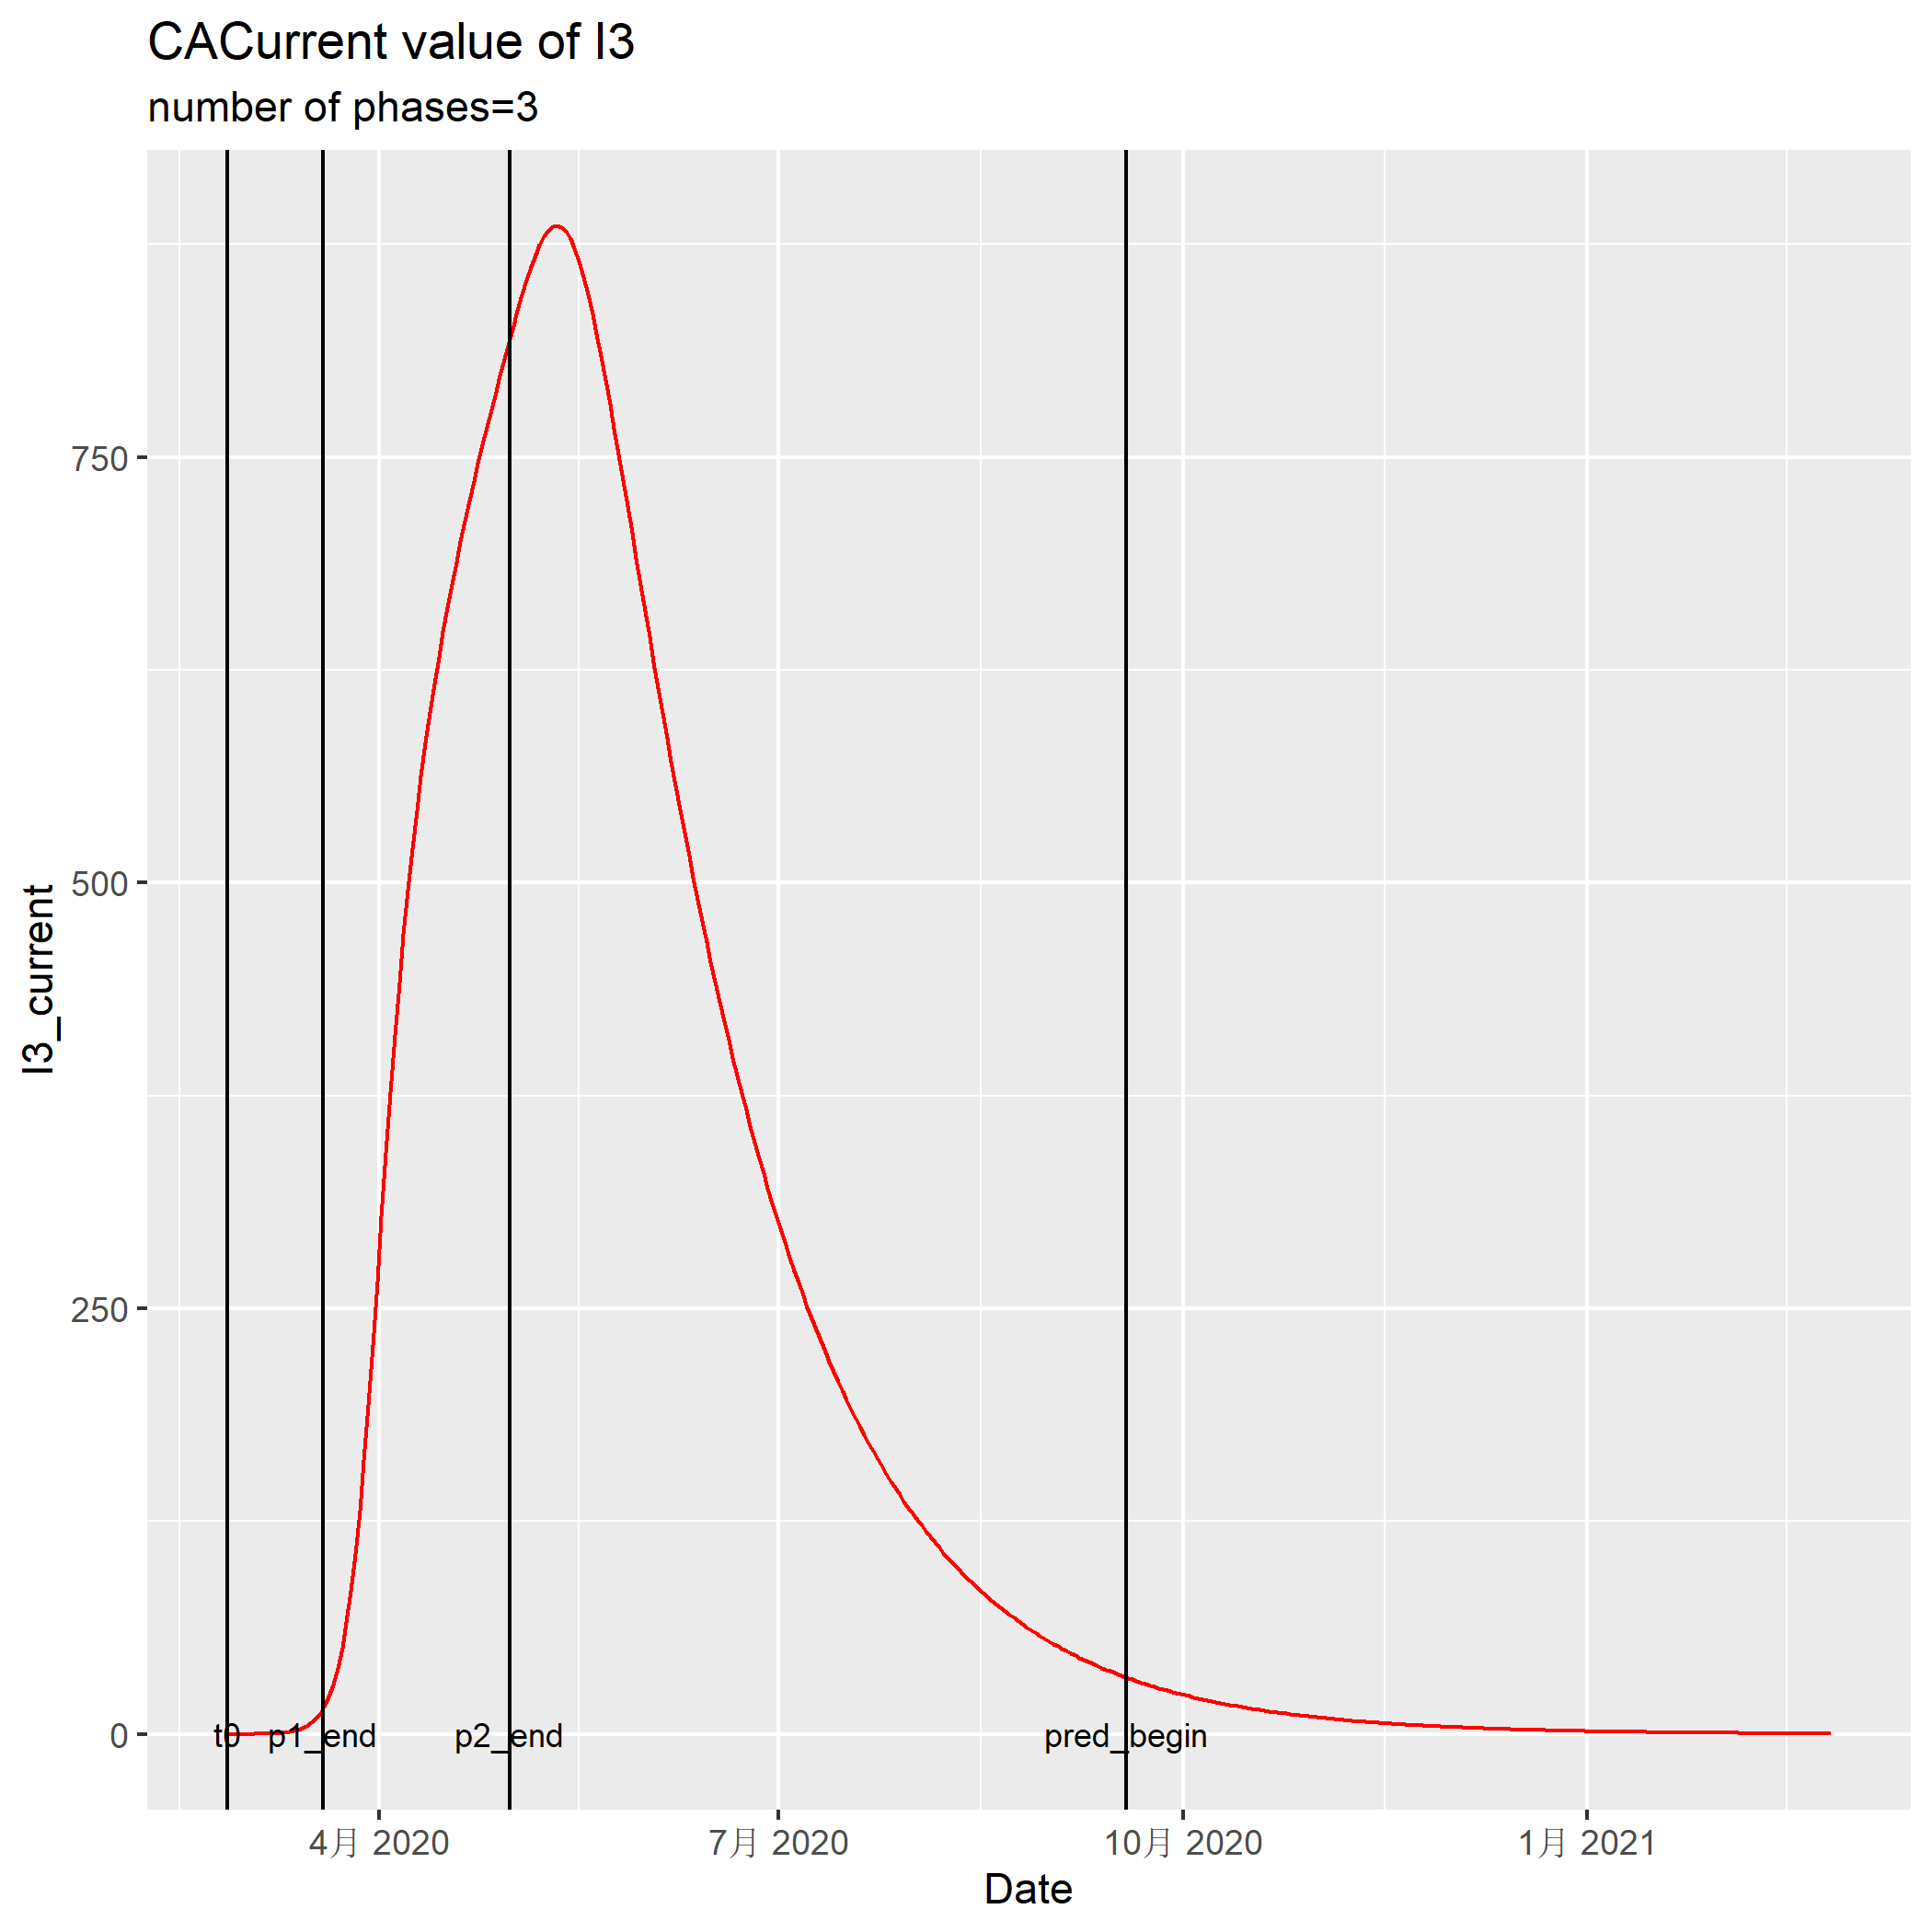 CACurrent value of I3
number of phases=3
I3_current
750
500
250
0
t0 p1_end p2_end pred_begin
4月 2020 7月 2020 10月 2020 1月 2021
Date